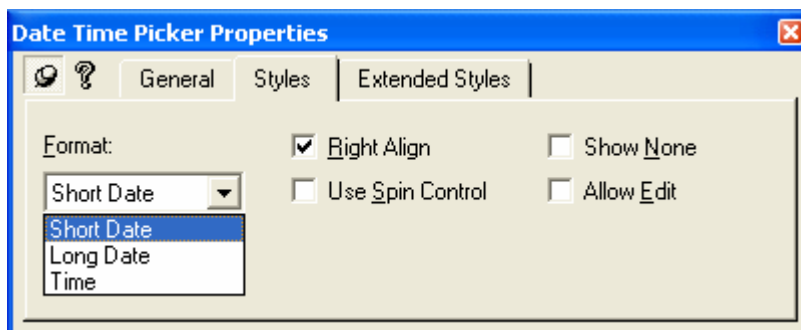 Date Time Picker Properties
? General Styles Extended Styles
Format: Right Align Show None
Short Date Use Spin Control Allow Edit
Short Date
Long Date
Time